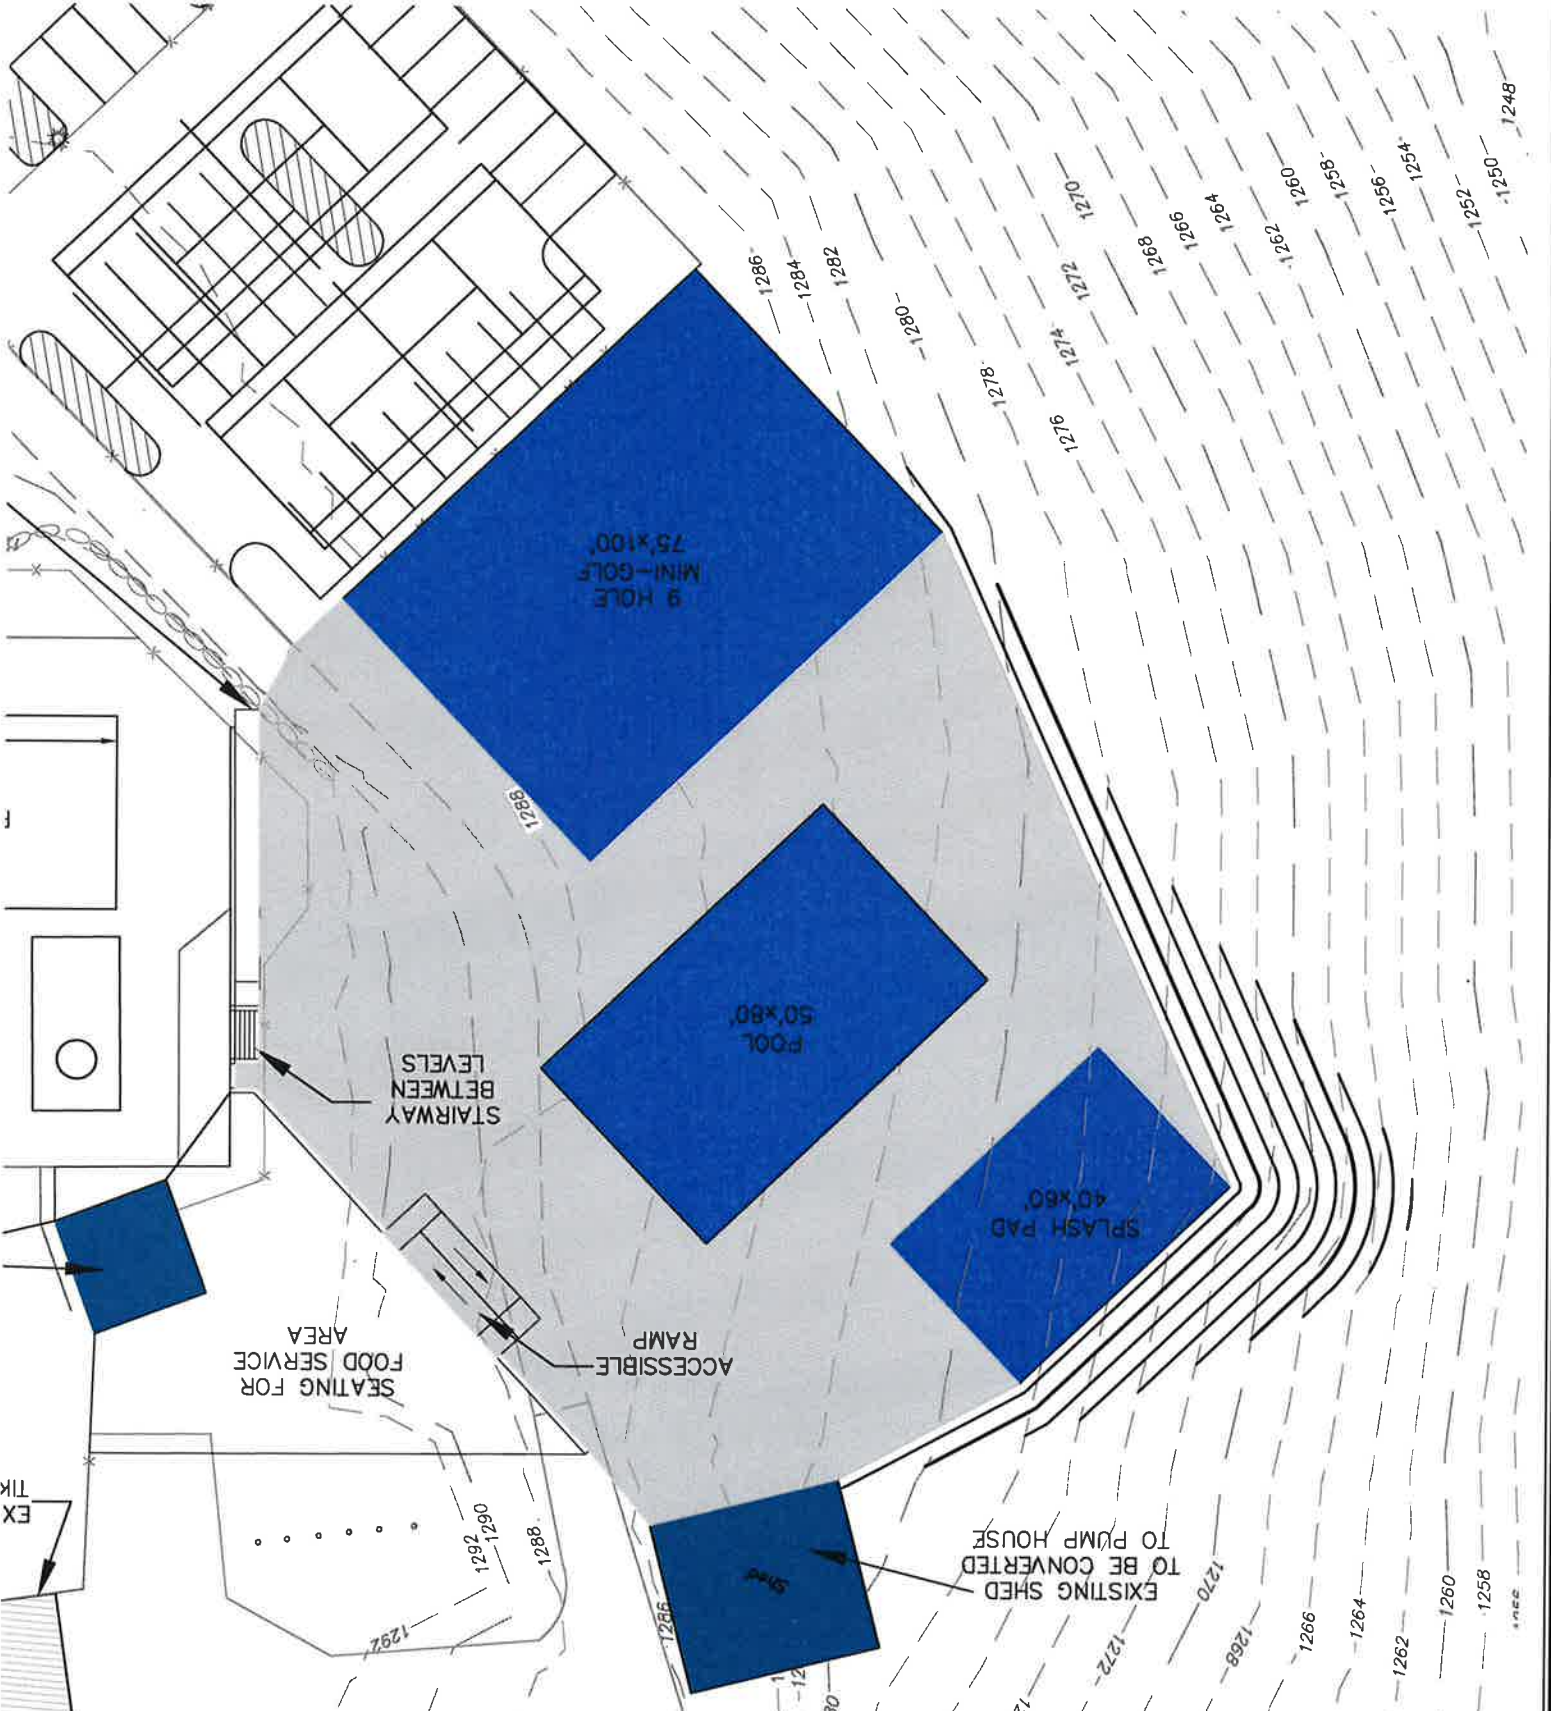 EXISTING SHED
TO BE CONVERTED
TO PUMP HOUSE
Shed
EX
TIK
SEATING FOR
FOOD SERVICE
AREA
ACCESSIBLE
RAMP
SPLASH PAD
40'x60'
STAIRWAY
BETWEEN
LEVELS
POOL
50'x80'
9 HOLE
MINI-GOLF
75'x100'
1288
1286
1284
1282
1280
1278
1276
1274
1272
1270
1268
1266
1264
1262
1260
1258
1256
1254
1252
1250
1248
1292
1290
1288
1292
1286
1272
1270
1268
1266
1264
1262
1260
1258